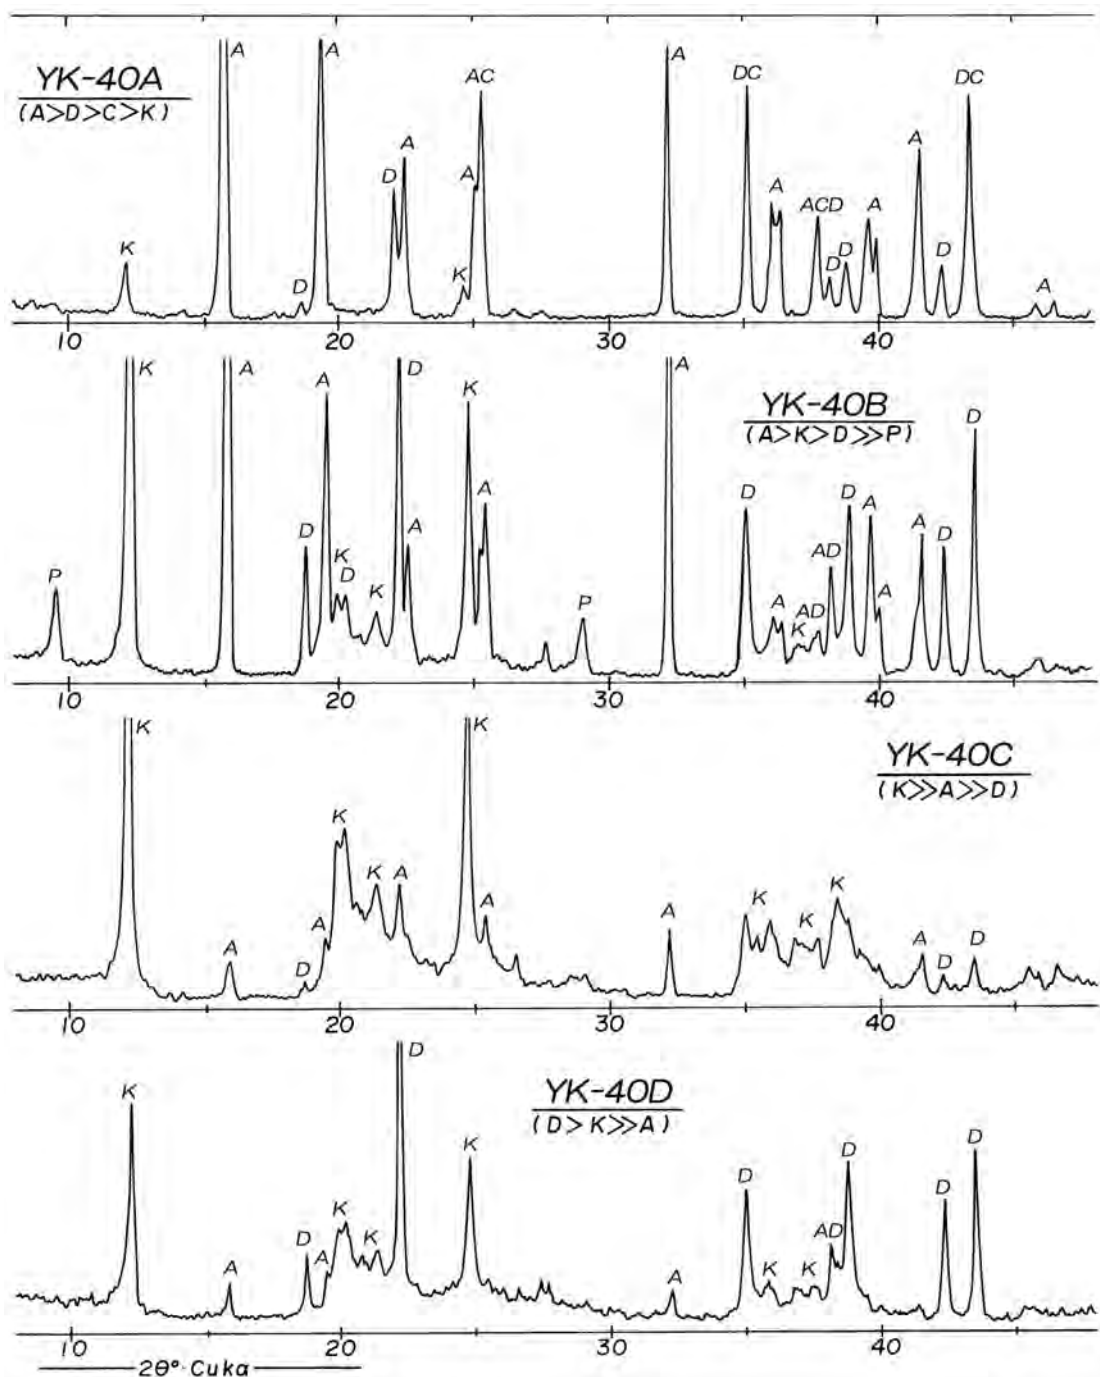 YK-40A
(A>D>C>K)
K A D A D A K A AC A DC A ACD D D A A D DC A
10 20 30 40
YK-40B
(A>K>D≫P)
P K A D A K D K D A K A P A D A K AD AD D A A A D D
10 20 30 40
YK-40C
(K≫A≫D)
K A D A K K A K A A K K K A D D
10 20 30 40
YK-40D
(D>K≫A)
K A D A K K D K A D K K AD D D D
10 20 30 40
2θ°·Cuka